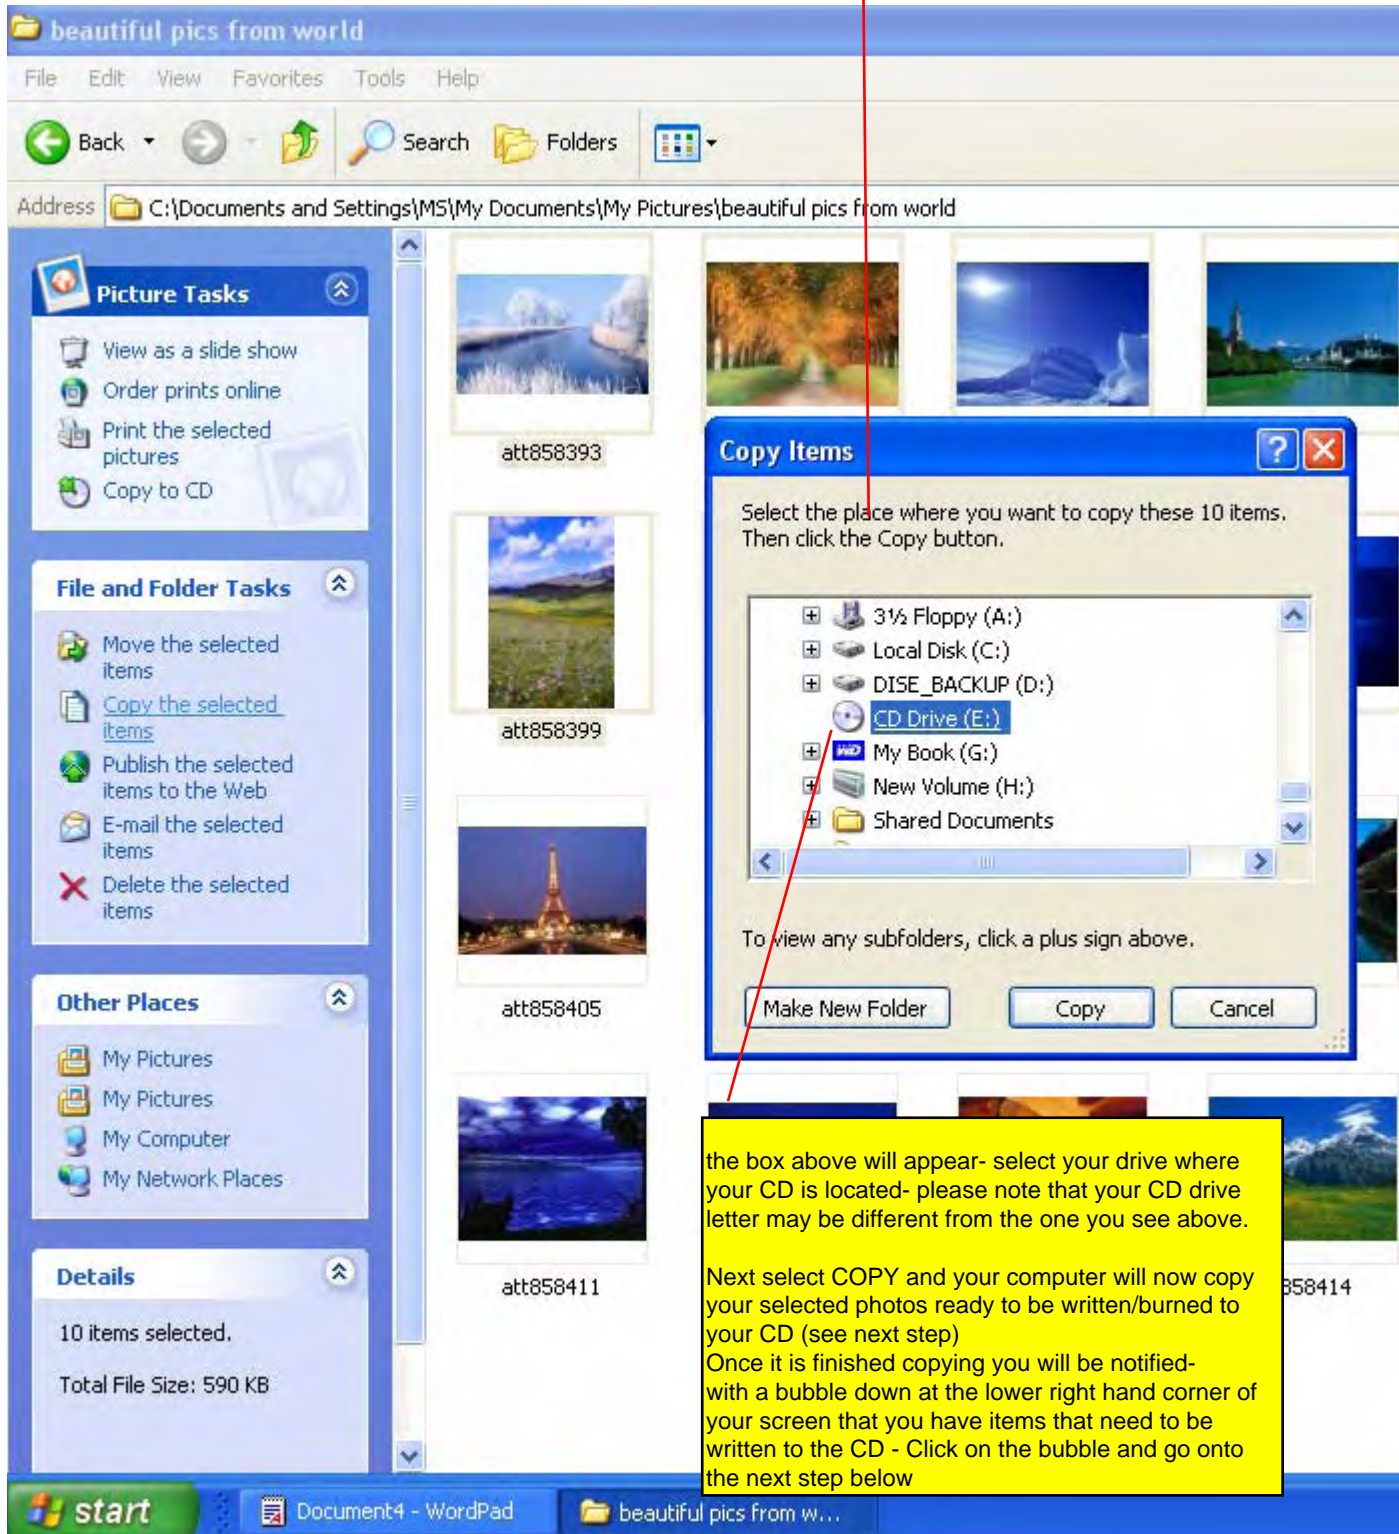 beautiful pics from world
File Edit View Favorites Tools Help
Back Search Folders
Address C:\Documents and Settings\MS\My Documents\My Pictures\beautiful pics from world
Picture Tasks
View as a slide show
Order prints online
Print the selected
pictures
Copy to CD
File and Folder Tasks
Move the selected
items
Copy the selected
items
Publish the selected
items to the Web
E-mail the selected
items
Delete the selected
items
Other Places
My Pictures
My Pictures
My Computer
My Network Places
Details
10 items selected.
Total File Size: 590 KB
att858393
att858399
att858405
att858411
858414
Copy Items
Select the place where you want to copy these 10 items.
Then click the Copy button.
3½ Floppy (A:)
Local Disk (C:)
DISE_BACKUP (D:)
CD Drive (E:)
WD My Book (G:)
New Volume (H:)
Shared Documents
To view any subfolders, click a plus sign above.
Make New Folder Copy Cancel
the box above will appear- select your drive where
your CD is located- please note that your CD drive
letter may be different from the one you see above.
Next select COPY and your computer will now copy
your selected photos ready to be written/burned to
your CD (see next step)
Once it is finished copying you will be notified-
with a bubble down at the lower right hand corner of
your screen that you have items that need to be
written to the CD - Click on the bubble and go onto
the next step below
start Document4 - WordPad beautiful pics from w...